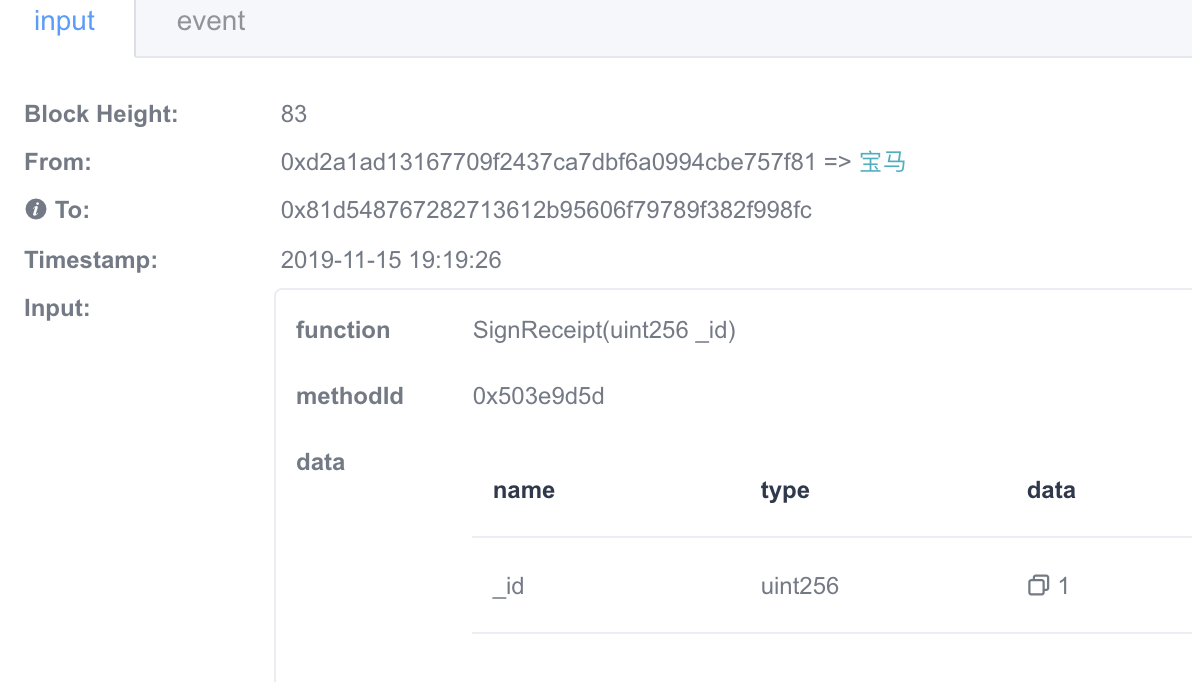 input event
Block Height: 83
From: 0xd2a1ad13167709f2437ca7dbf6a0994cbe757f81 => 宝马
To: 0x81d548767282713612b95606f79789f382f998fc
Timestamp: 2019-11-15 19:19:26
Input:
function SignReceipt(uint256 _id)
methodId 0x503e9d5d
data
name type data
_id uint256 1